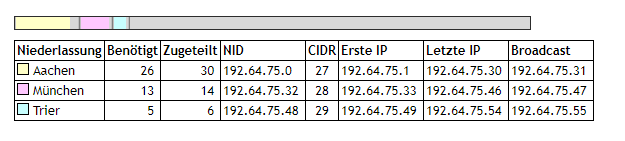 Niederlassung Benötigt Zugeteilt NID CIDR Erste IP Letzte IP Broadcast
Aachen 26 30 192.64.75.0 27 192.64.75.1 192.64.75.30 192.64.75.31
München 13 14 192.64.75.32 28 192.64.75.33 192.64.75.46 192.64.75.47
Trier 5 6 192.64.75.48 29 192.64.75.49 192.64.75.54 192.64.75.55